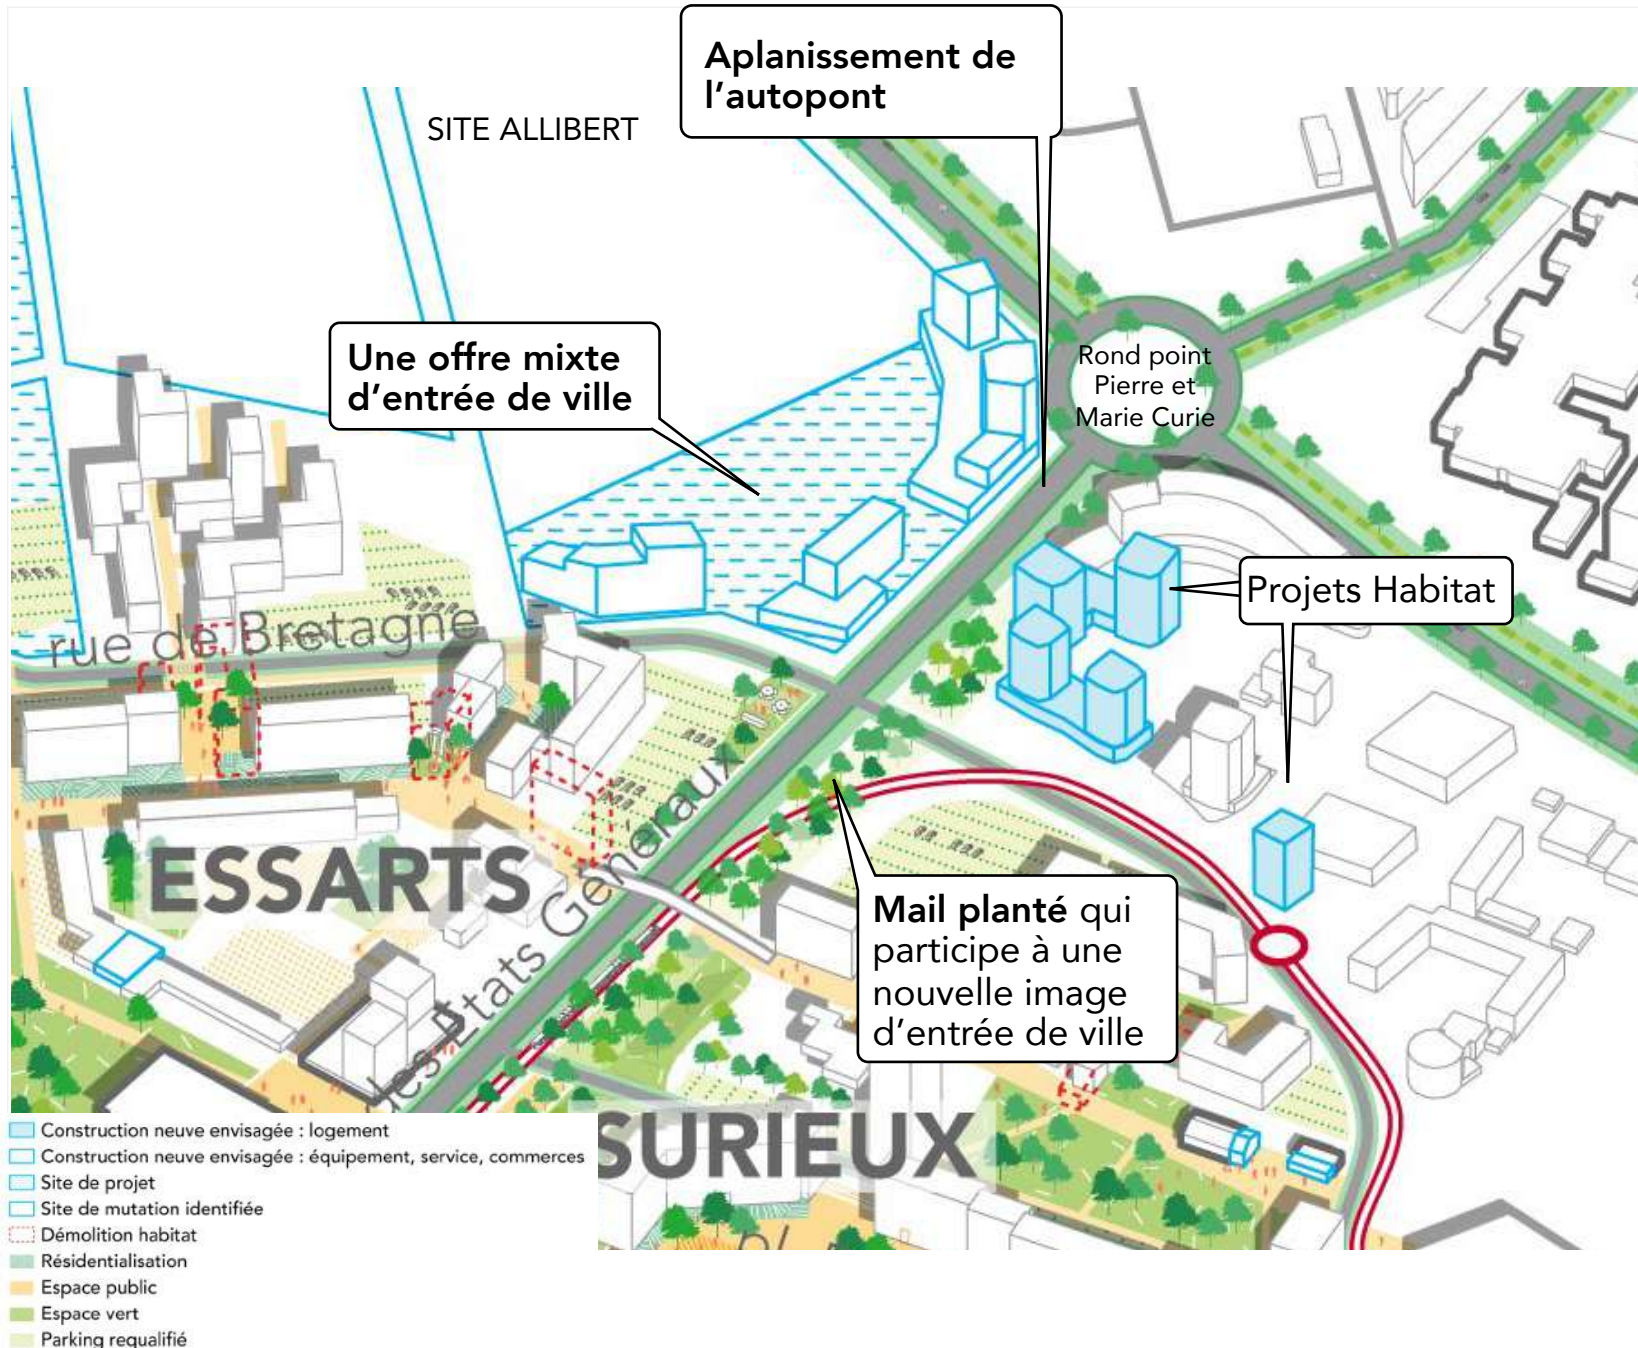 Aplanissement de
l'autopont
SITE ALLIBERT
Une offre mixte
d'entrée de ville
Rond point
Pierre et
Marie Curie
Projets Habitat
rue de Bretagne
ESSARTS
des États Généraux
Mail planté qui
participe à une
nouvelle image
d'entrée de ville
SURIEUX
pl.
Construction neuve envisagée : logement
Construction neuve envisagée : équipement, service, commerces
Site de projet
Site de mutation identifiée
Démolition habitat
Résidentialisation
Espace public
Espace vert
Parking requalifié